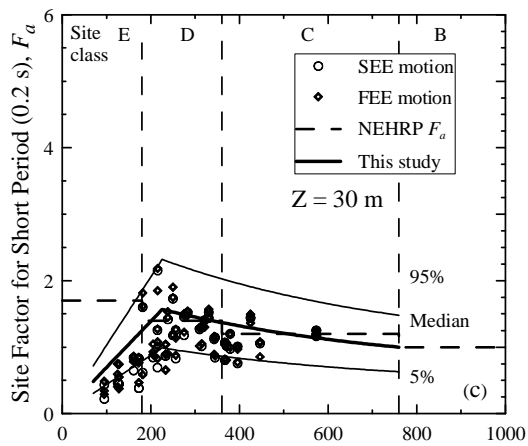 6
4
2
0
Site Factor for Short Period (0.2 s), Fa
Site class
E
D
C
B
SEE motion
FEE motion
NEHRP Fa
This study
Z = 30 m
95%
Median
5%
(c)
0
200
400
600
800
1000